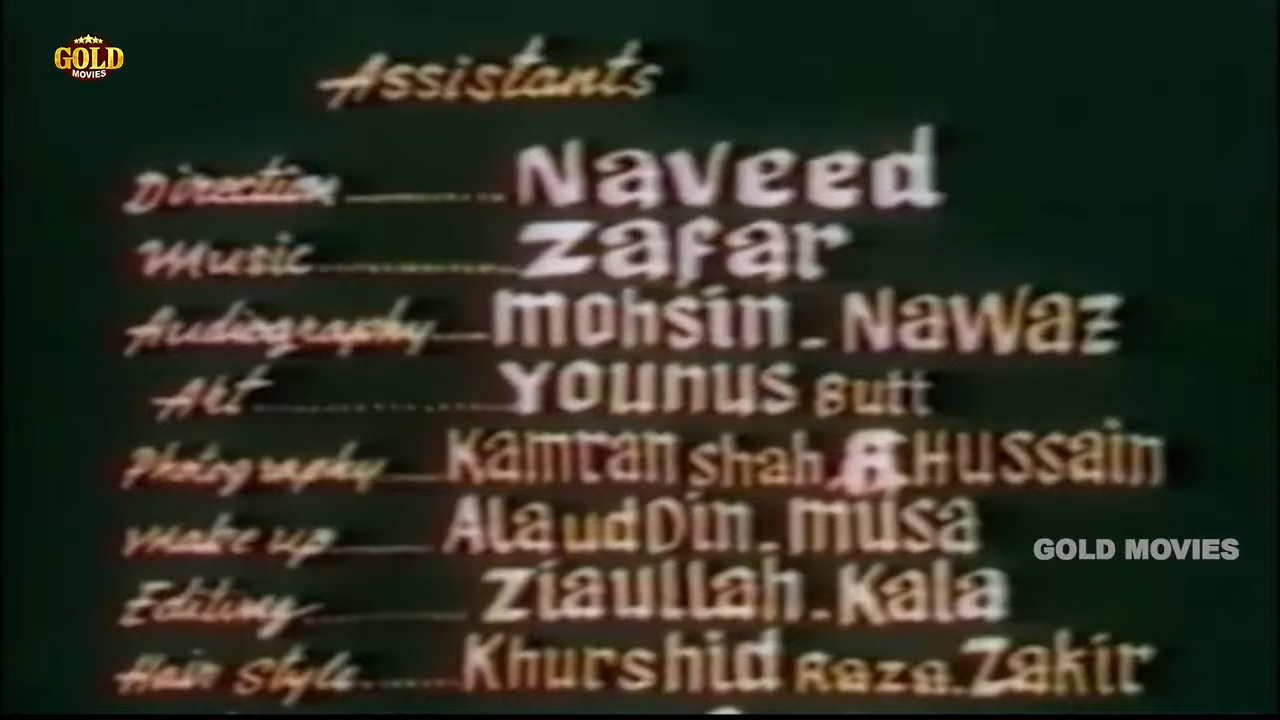 GOLD
MOVIES
Assistants
Direction Naveed
Music Zafar
Audiography Mohsin - Nawaz
Art Younus Butt
Photography Kamran Shah, A. Hussain
Make up AlaudDin - Musa
GOLD MOVIES
Editing Ziaullah - Kala
Hair Style Khurshid Raza - Zakir